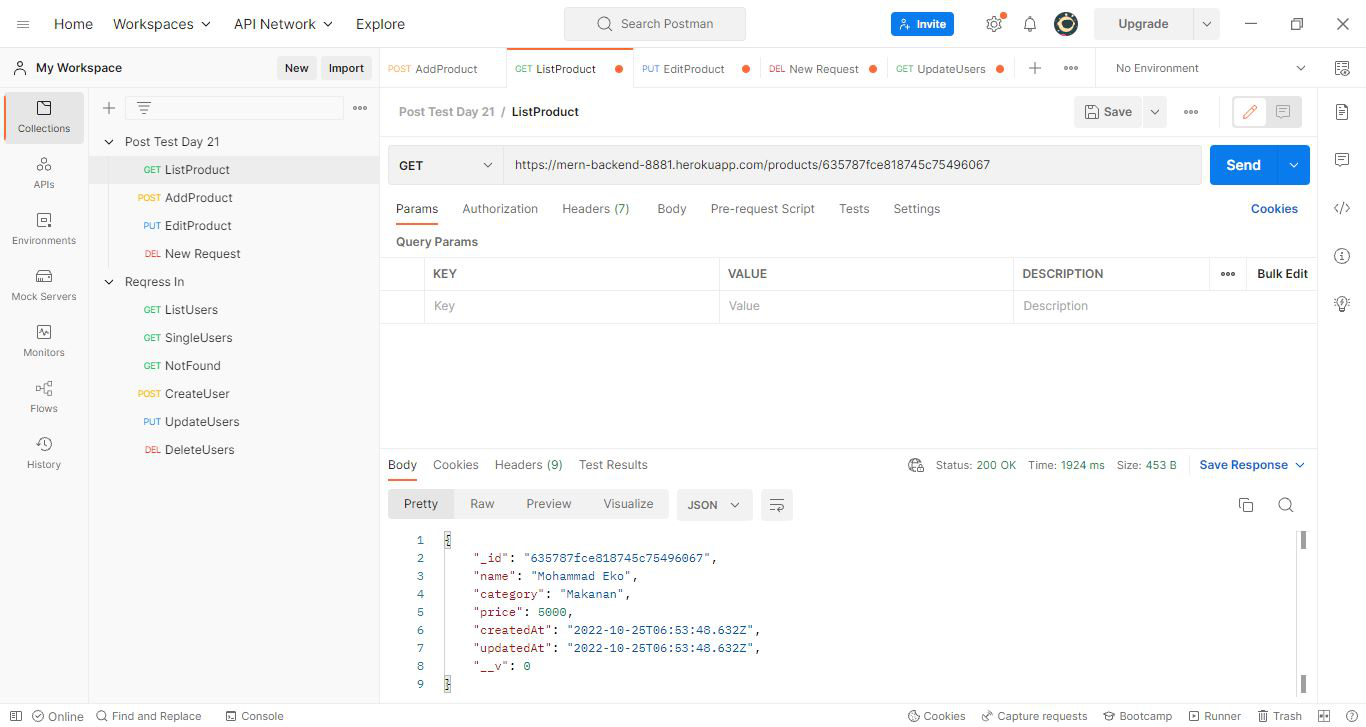 Home Workspaces API Network Explore Search Postman Invite Upgrade
My Workspace New Import POST AddProduct GET ListProduct PUT EditProduct DEL New Request GET UpdateUsers No Environment
Collections
APIs
Environments
Mock Servers
Monitors
Flows
History
Post Test Day 21
GET ListProduct
POST AddProduct
PUT EditProduct
DEL New Request
Reqress In
GET ListUsers
GET SingleUsers
GET NotFound
POST CreateUser
PUT UpdateUsers
DEL DeleteUsers
Post Test Day 21 / ListProduct Save
GET https://mern-backend-8881.herokuapp.com/products/635787fce818745c75496067 Send
Params Authorization Headers (7) Body Pre-request Script Tests Settings Cookies
Query Params
KEY VALUE DESCRIPTION Bulk Edit
Key Value Description
Body Cookies Headers (9) Test Results Status: 200 OK Time: 1924 ms Size: 453 B Save Response
Pretty Raw Preview Visualize JSON
1 {
2 "_id": "635787fce818745c75496067",
3 "name": "Mohammad Eko",
4 "category": "Makanan",
5 "price": 5000,
6 "createdAt": "2022-10-25T06:53:48.632Z",
7 "updatedAt": "2022-10-25T06:53:48.632Z",
8 "__v": 0
9 }
Online Find and Replace Console Cookies Capture requests Bootcamp Runner Trash